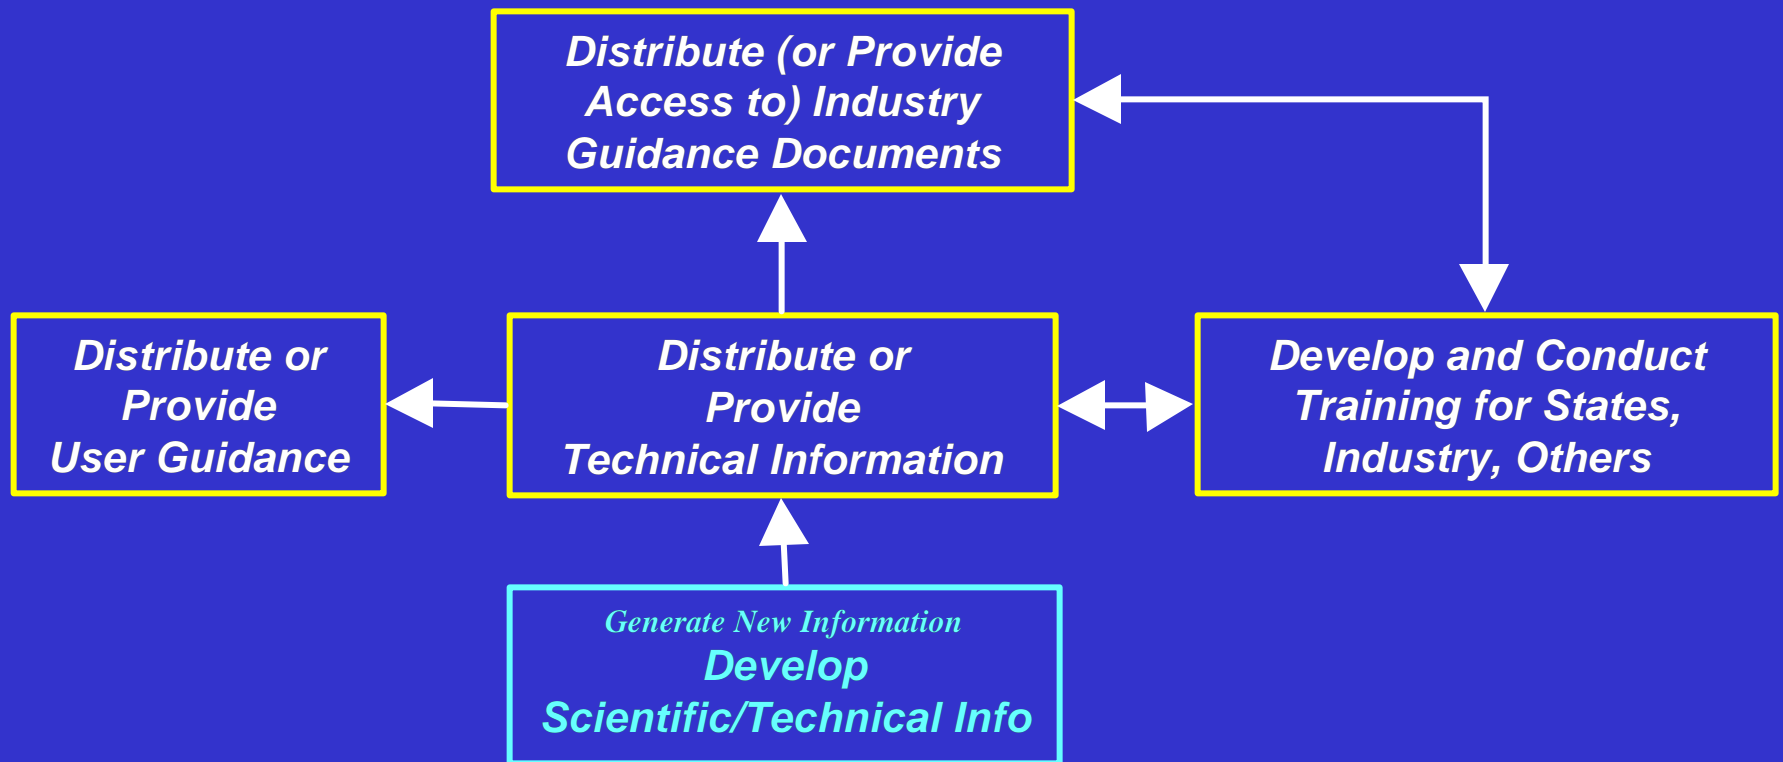 Distribute (or Provide
Access to) Industry
Guidance Documents
Distribute or
Provide
User Guidance
Distribute or
Provide
Technical Information
Develop and Conduct
Training for States,
Industry, Others
Generate New Information
Develop
Scientific/Technical Info